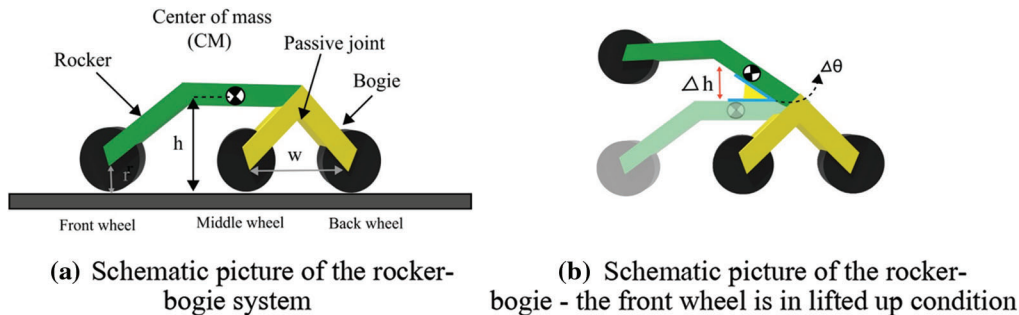 Center of mass
(CM)
Passive joint
Rocker
Bogie
h
w
r
Front wheel
Middle wheel
Back wheel
(a) Schematic picture of the rocker-
bogie system
Δθ
Δh
(b) Schematic picture of the rocker-
bogie - the front wheel is in lifted up condition